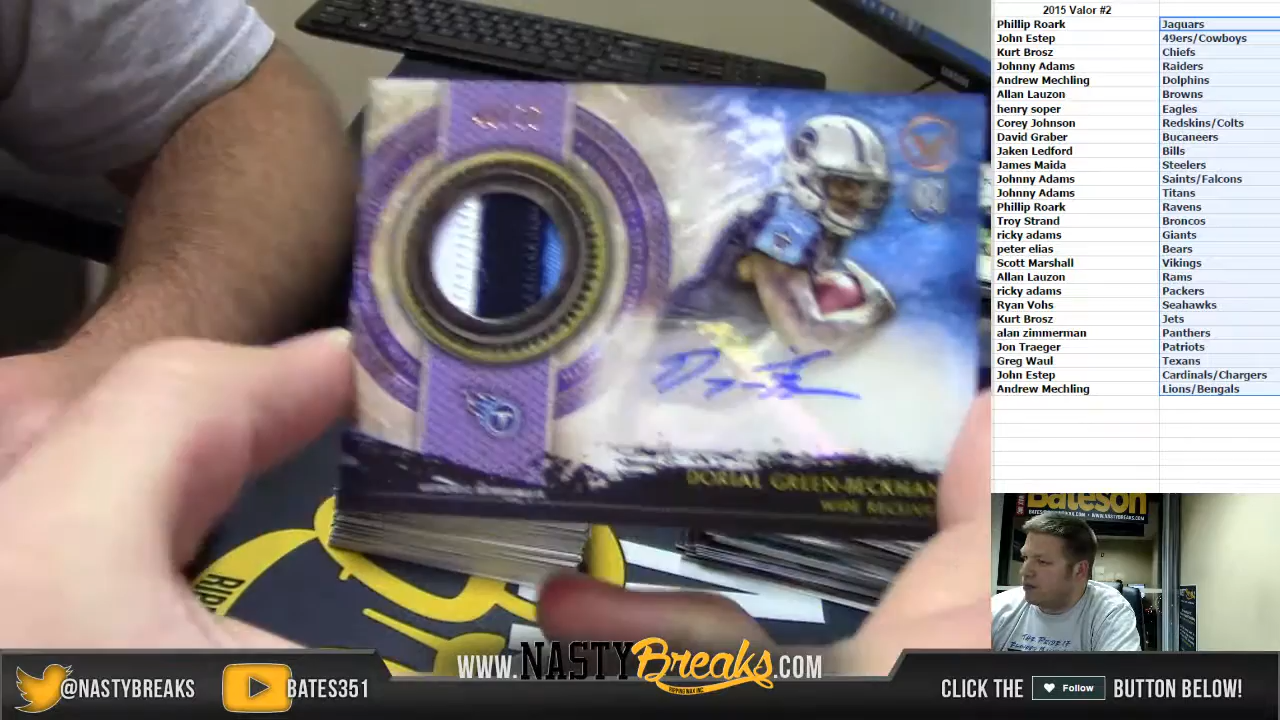 2015 Valor #2
Phillip Roark Jaguars
John Estep 49ers/Cowboys
Kurt Brosz Chiefs
Johnny Adams Raiders
Andrew Mechling Dolphins
Allan Lauzon Browns
henry soper Eagles
Corey Johnson Redskins/Colts
David Graber Bucaneers
Jaken Ledford Bills
James Maida Steelers
Johnny Adams Saints/Falcons
Johnny Adams Titans
Phillip Roark Ravens
Troy Strand Broncos
ricky adams Giants
peter elias Bears
Scott Marshall Vikings
Allan Lauzon Rams
ricky adams Packers
Ryan Vohs Seahawks
Kurt Brosz Jets
alan zimmerman Panthers
Jon Traeger Patriots
Greg Waul Texans
John Estep Cardinals/Chargers
Andrew Mechling Lions/Bengals
DORIAL GREEN-BECKHAM
WIDE RECEIVER
Bateson
@NASTYBREAKS
BATES351
WWW.NASTYBreaks.COM
RIPPING WAX INC.
CLICK THE Follow BUTTON BELOW!